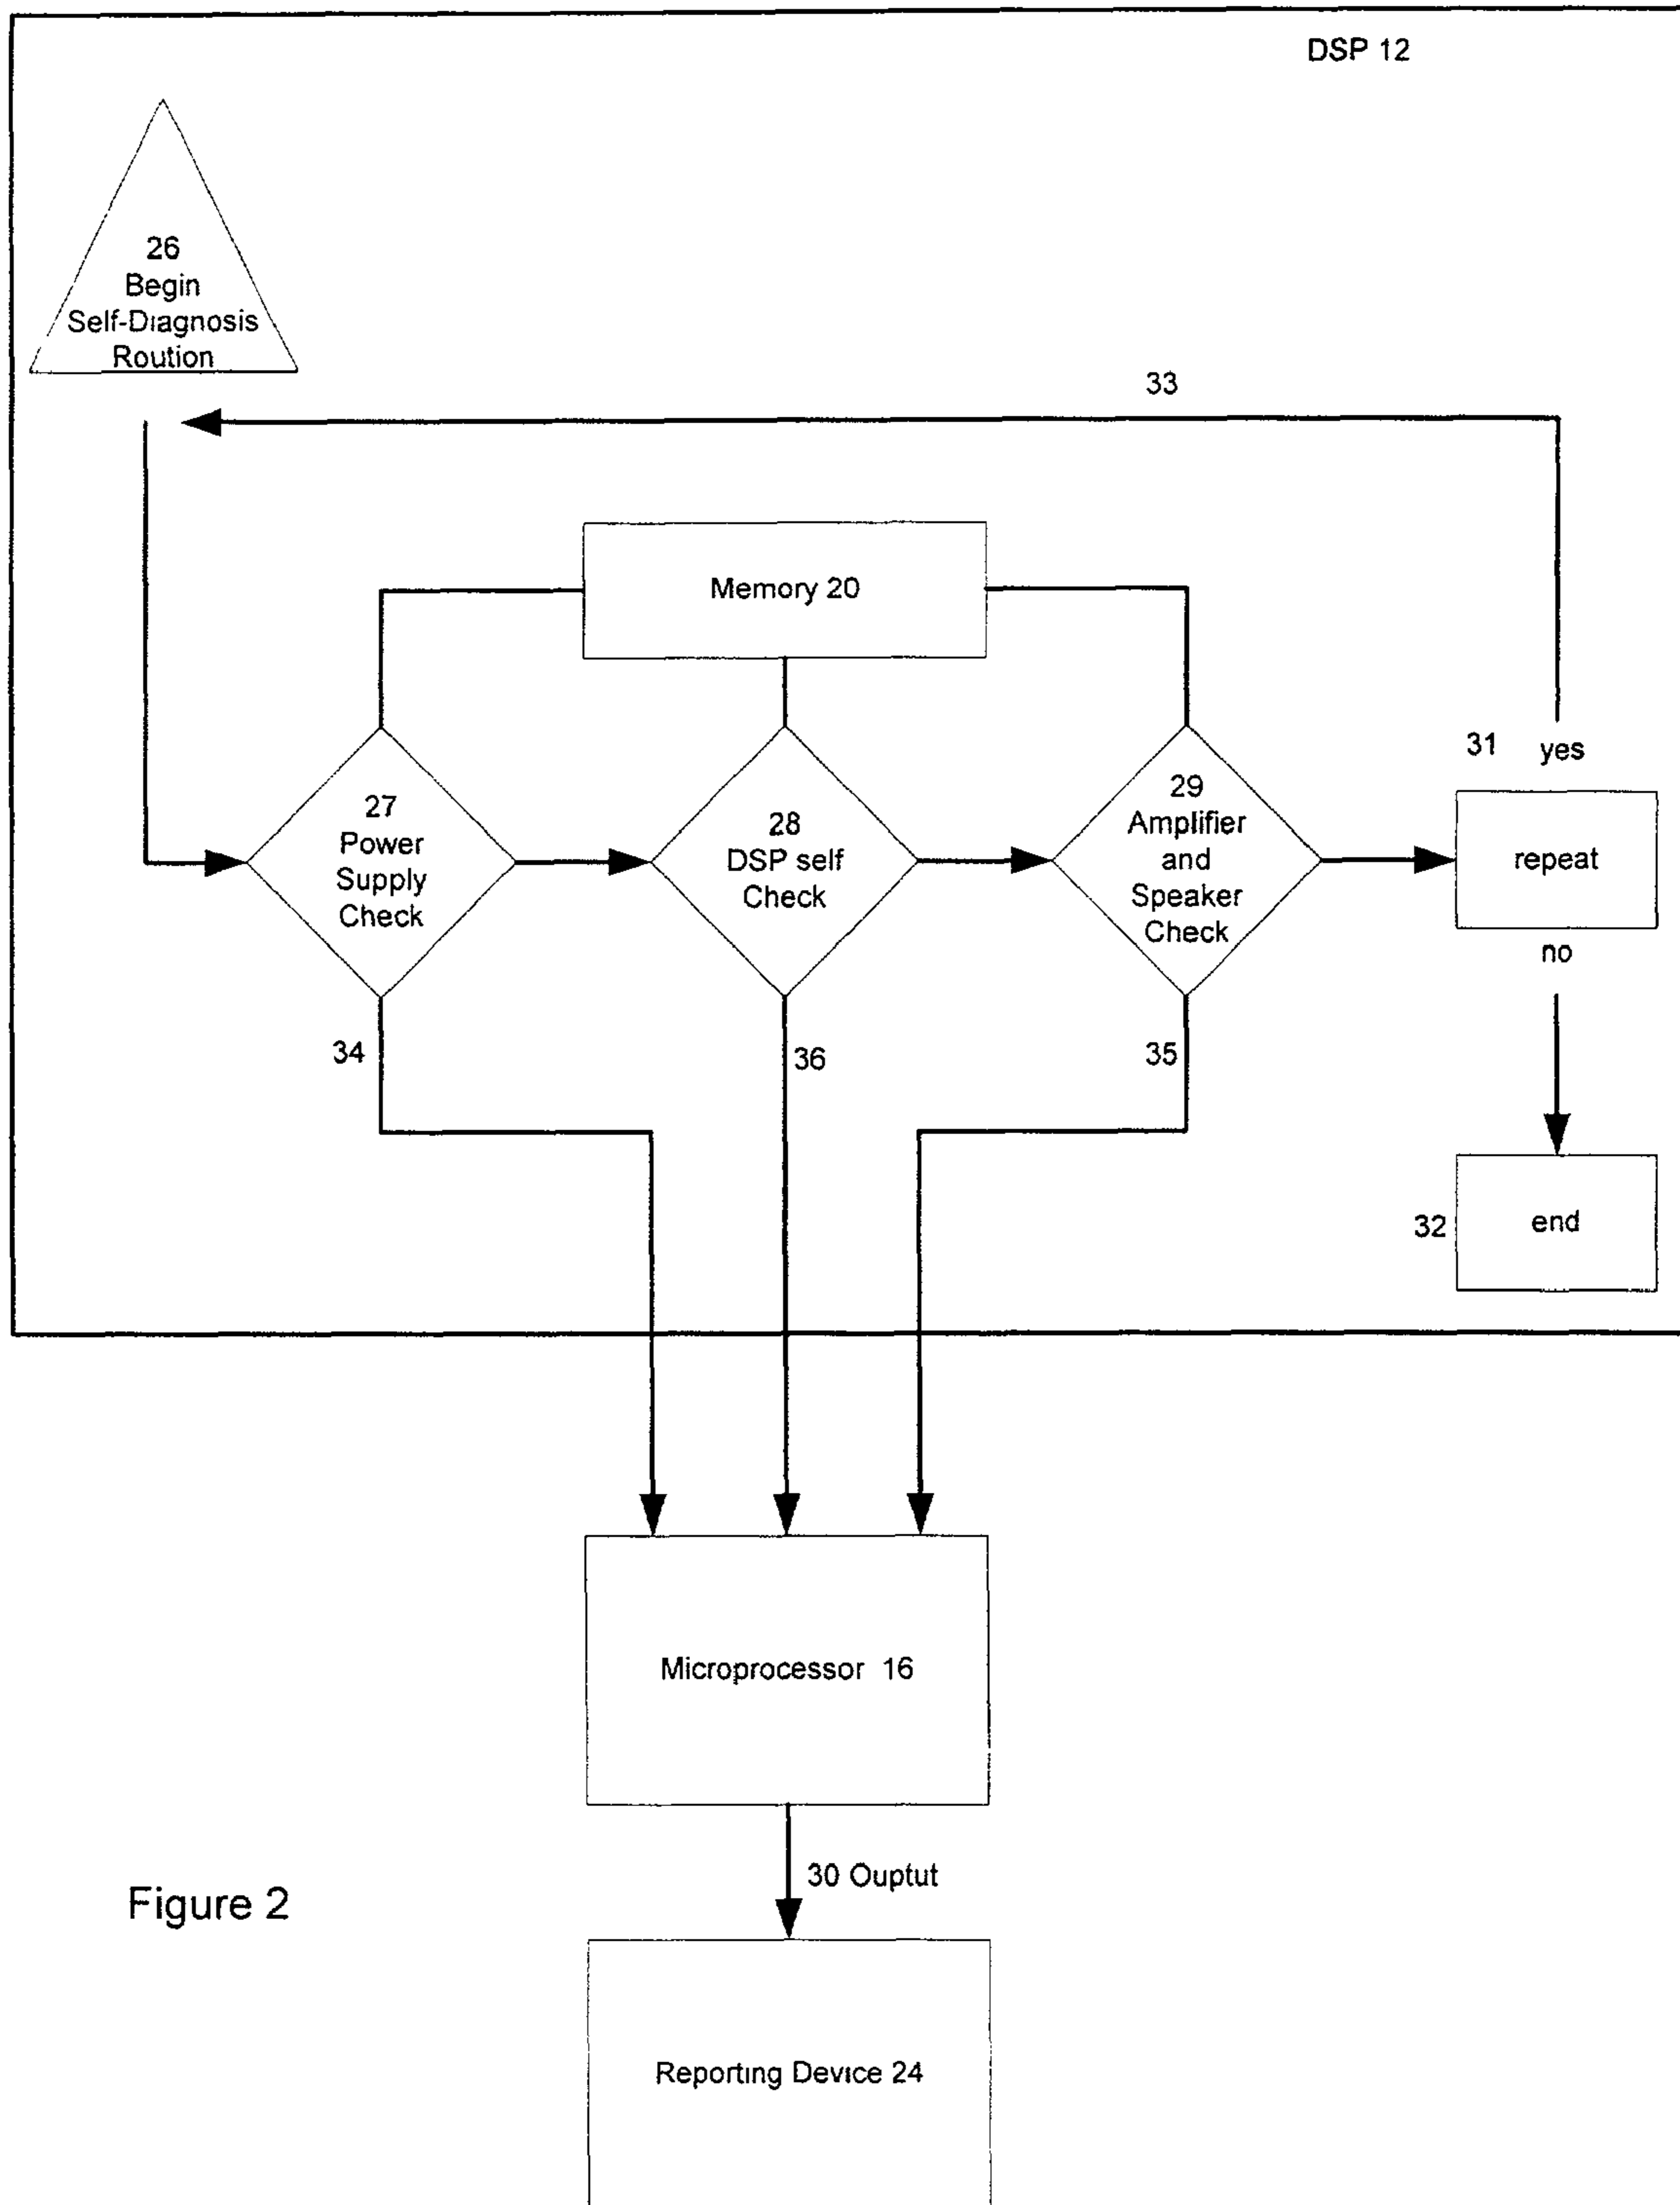 DSP 12
26
Begin
Self-Diagnosis
Roution
33
Memory 20
31 yes
27
Power
Supply
Check
28
DSP self
Check
29
Amplifier
and
Speaker
Check
repeat
no
34
36
35
32
end
Microprocessor 16
30 Ouptut
Figure 2
Reporting Device 24